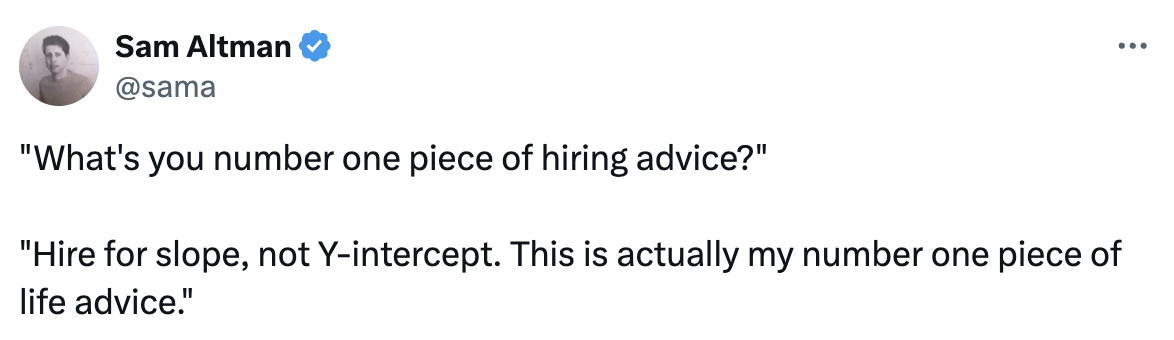 Sam Altman
@sama
"What's you number one piece of hiring advice?"
"Hire for slope, not Y-intercept. This is actually my number one piece of
life advice."